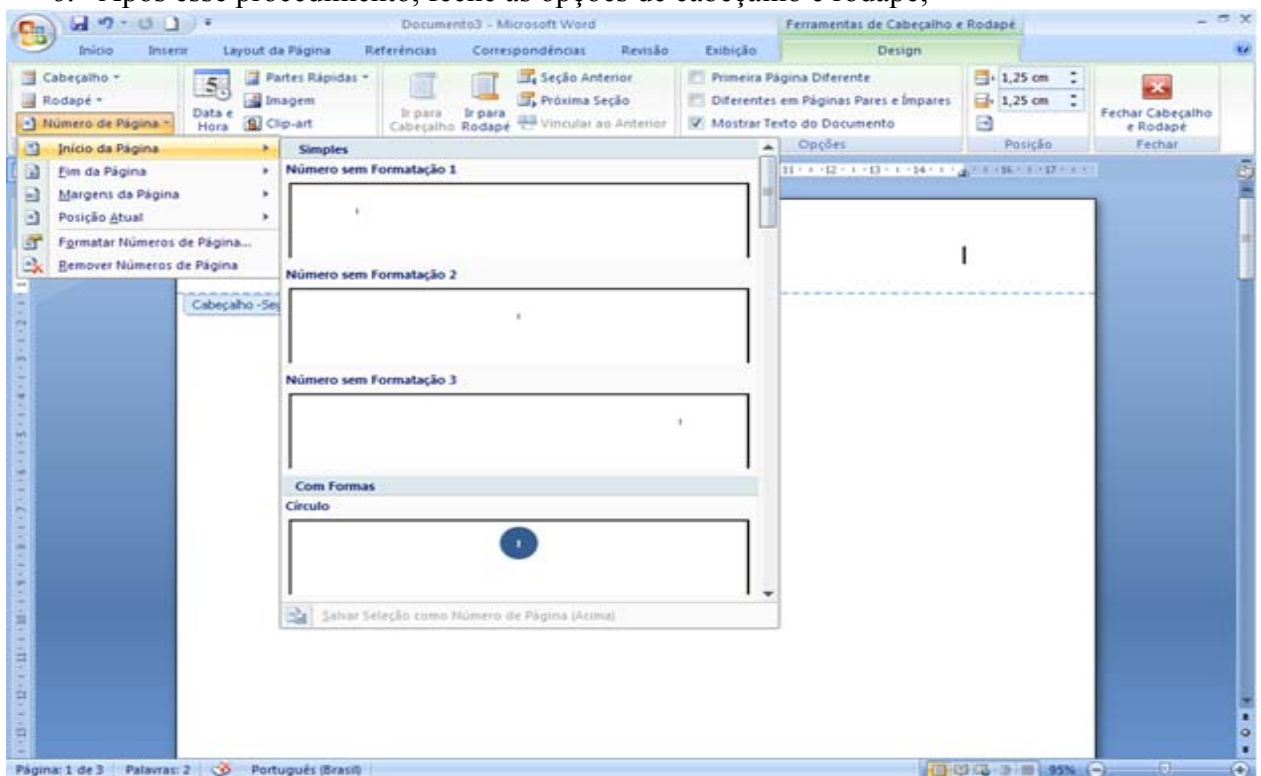 6. Após esse procedimento, feche as opções de cabeçalho e rodapé;
Documento3 - Microsoft Word
Ferramentas de Cabeçalho e Rodapé
Início Inserir Layout da Página Referências Correspondências Revisão Exibição Design
Cabeçalho
Rodapé
Número de Página
Data e Hora
Partes Rápidas
Imagem
Clip-art
Ir para Cabeçalho
Ir para Rodapé
Seção Anterior
Próxima Seção
Vincular ao Anterior
Primeira Página Diferente
Diferentes em Páginas Pares e Ímpares
Mostrar Texto do Documento
Opções
1,25 cm
1,25 cm
Posição
Fechar Cabeçalho
e Rodapé
Fechar
Início da Página
Fim da Página
Margens da Página
Posição Atual
Formatar Números de Página...
Remover Números de Página
Simples
Número sem Formatação 1
Número sem Formatação 2
Número sem Formatação 3
Com Formas
Círculo
Salvar Seleção como Número de Página (Acima)
Cabeçalho -Seç
Página: 1 de 3 Palavras: 2 Português (Brasil) 95%